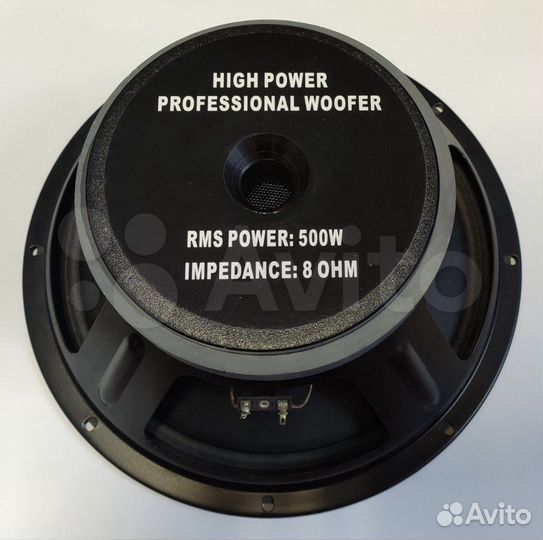 HIGH POWER
PROFESSIONAL WOOFER
RMS POWER: 500W
IMPEDANCE: 8 OHM
Avito
Avito